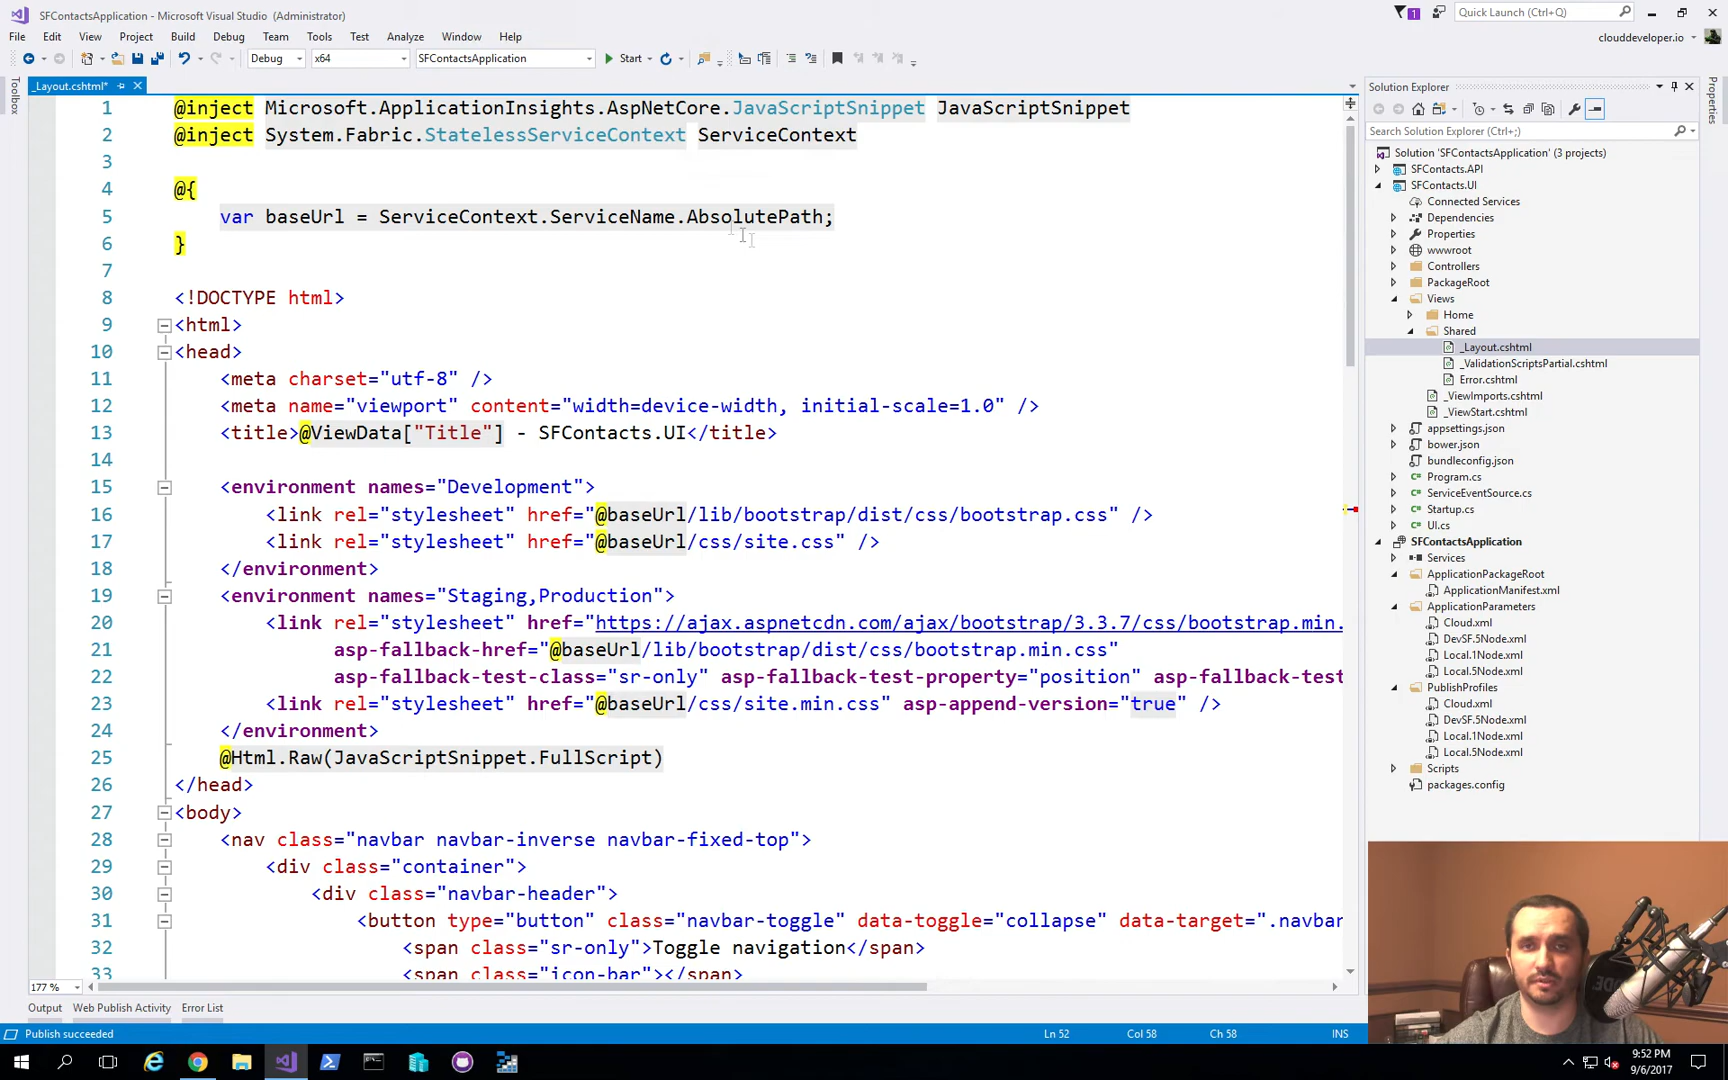 SFContactsApplication - Microsoft Visual Studio (Administrator)
1
Quick Launch (Ctrl+Q)
File Edit View Project Build Debug Team Tools Test Analyze Window Help
clouddeveloper.io
Debug x64 SFContactsApplication Start
Toolbox
_Layout.cshtml*
1 @inject Microsoft.ApplicationInsights.AspNetCore.JavaScriptSnippet JavaScriptSnippet
2 @inject System.Fabric.StatelessServiceContext ServiceContext
3
4 @{
5 var baseUrl = ServiceContext.ServiceName.AbsolutePath;
6 }
7
8 <!DOCTYPE html>
9 <html>
10 <head>
11 <meta charset="utf-8" />
12 <meta name="viewport" content="width=device-width, initial-scale=1.0" />
13 <title>@ViewData["Title"] - SFContacts.UI</title>
14
15 <environment names="Development">
16 <link rel="stylesheet" href="@baseUrl/lib/bootstrap/dist/css/bootstrap.css" />
17 <link rel="stylesheet" href="@baseUrl/css/site.css" />
18 </environment>
19 <environment names="Staging,Production">
20 <link rel="stylesheet" href="https://ajax.aspnetcdn.com/ajax/bootstrap/3.3.7/css/bootstrap.min.
21 asp-fallback-href="@baseUrl/lib/bootstrap/dist/css/bootstrap.min.css"
22 asp-fallback-test-class="sr-only" asp-fallback-test-property="position" asp-fallback-test
23 <link rel="stylesheet" href="@baseUrl/css/site.min.css" asp-append-version="true" />
24 </environment>
25 @Html.Raw(JavaScriptSnippet.FullScript)
26 </head>
27 <body>
28 <nav class="navbar navbar-inverse navbar-fixed-top">
29 <div class="container">
30 <div class="navbar-header">
31 <button type="button" class="navbar-toggle" data-toggle="collapse" data-target=".navbar
32 <span class="sr-only">Toggle navigation</span>
33 <span class="icon-bar"></span>
177 %
Solution Explorer
Search Solution Explorer (Ctrl+;)
Solution 'SFContactsApplication' (3 projects)
SFContacts.API
SFContacts.UI
Connected Services
Dependencies
Properties
wwwroot
Controllers
PackageRoot
Views
Home
Shared
_Layout.cshtml
_ValidationScriptsPartial.cshtml
Error.cshtml
_ViewImports.cshtml
_ViewStart.cshtml
appsettings.json
bower.json
bundleconfig.json
Program.cs
ServiceEventSource.cs
Startup.cs
UI.cs
SFContactsApplication
Services
ApplicationPackageRoot
ApplicationManifest.xml
ApplicationParameters
Cloud.xml
DevSF.5Node.xml
Local.1Node.xml
Local.5Node.xml
PublishProfiles
Cloud.xml
DevSF.5Node.xml
Local.1Node.xml
Local.5Node.xml
Scripts
packages.config
Properties
Output Web Publish Activity Error List
Publish succeeded Ln 52 Col 58 Ch 58 INS
9:52 PM
9/6/2017